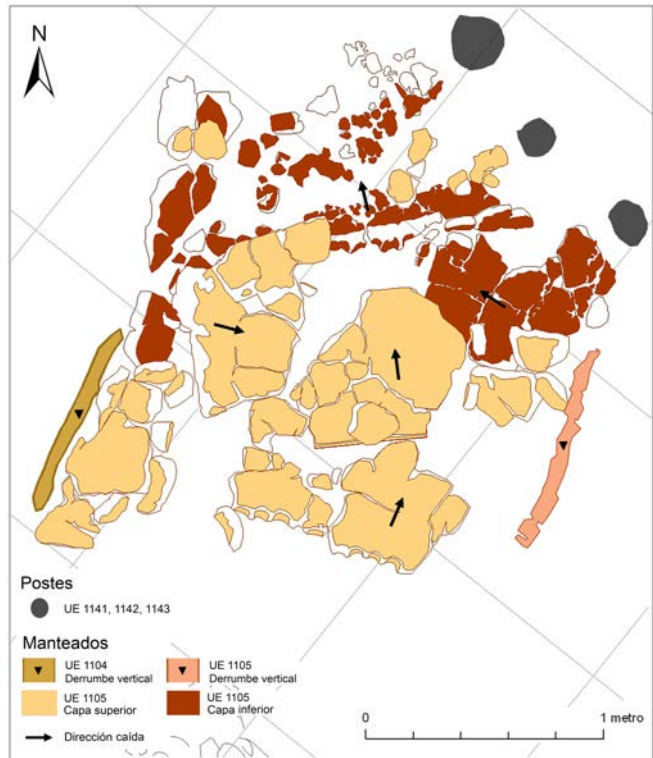 N
Postes
UE 1141, 1142, 1143
Manteados
UE 1104
Derrumbe vertical
UE 1105
Derrumbe vertical
UE 1105
Capa superior
UE 1105
Capa inferior
Dirección caída
0
1 metro